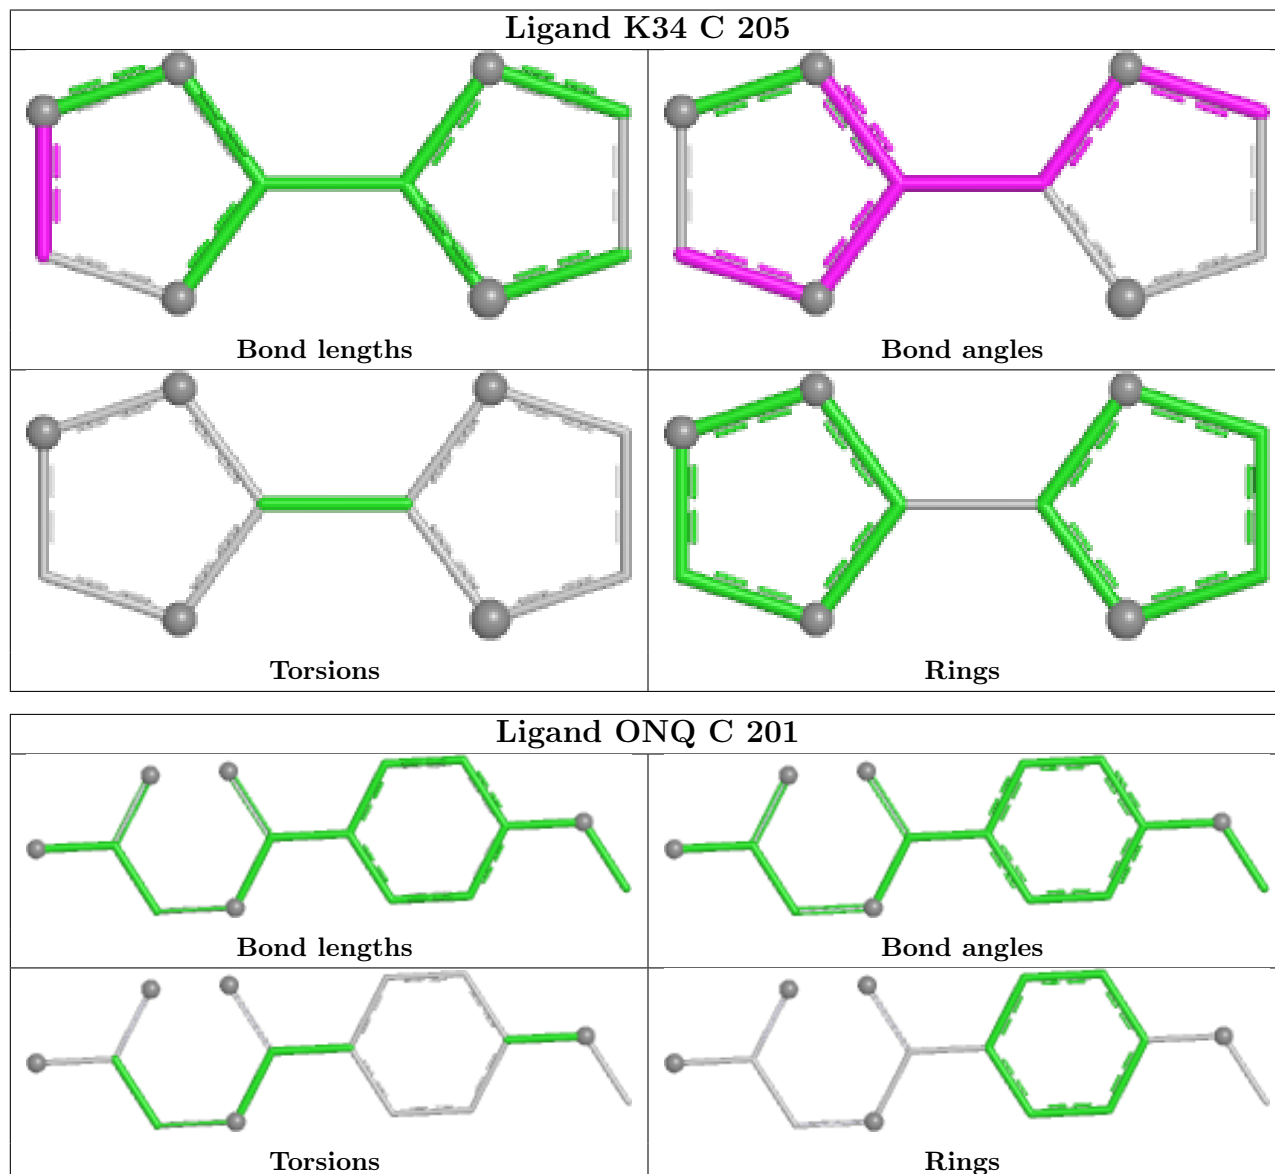 Ligand K34 C 205
Bond lengths
Bond angles
Torsions
Rings
Ligand ONQ C 201
Bond lengths
Bond angles
Torsions
Rings